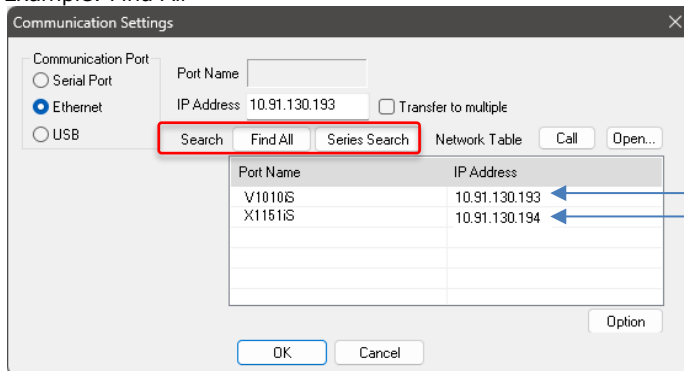 Example: Find All
Communication Settings
Communication Port
Serial Port
Port Name
Ethernet
IP Address 10.91.130.193 Transfer to multiple
USB
Search Find All Series Search Network Table Call Open...
Port Name IP Address
V1010iS 10.91.130.193
X1151iS 10.91.130.194
Option
OK Cancel